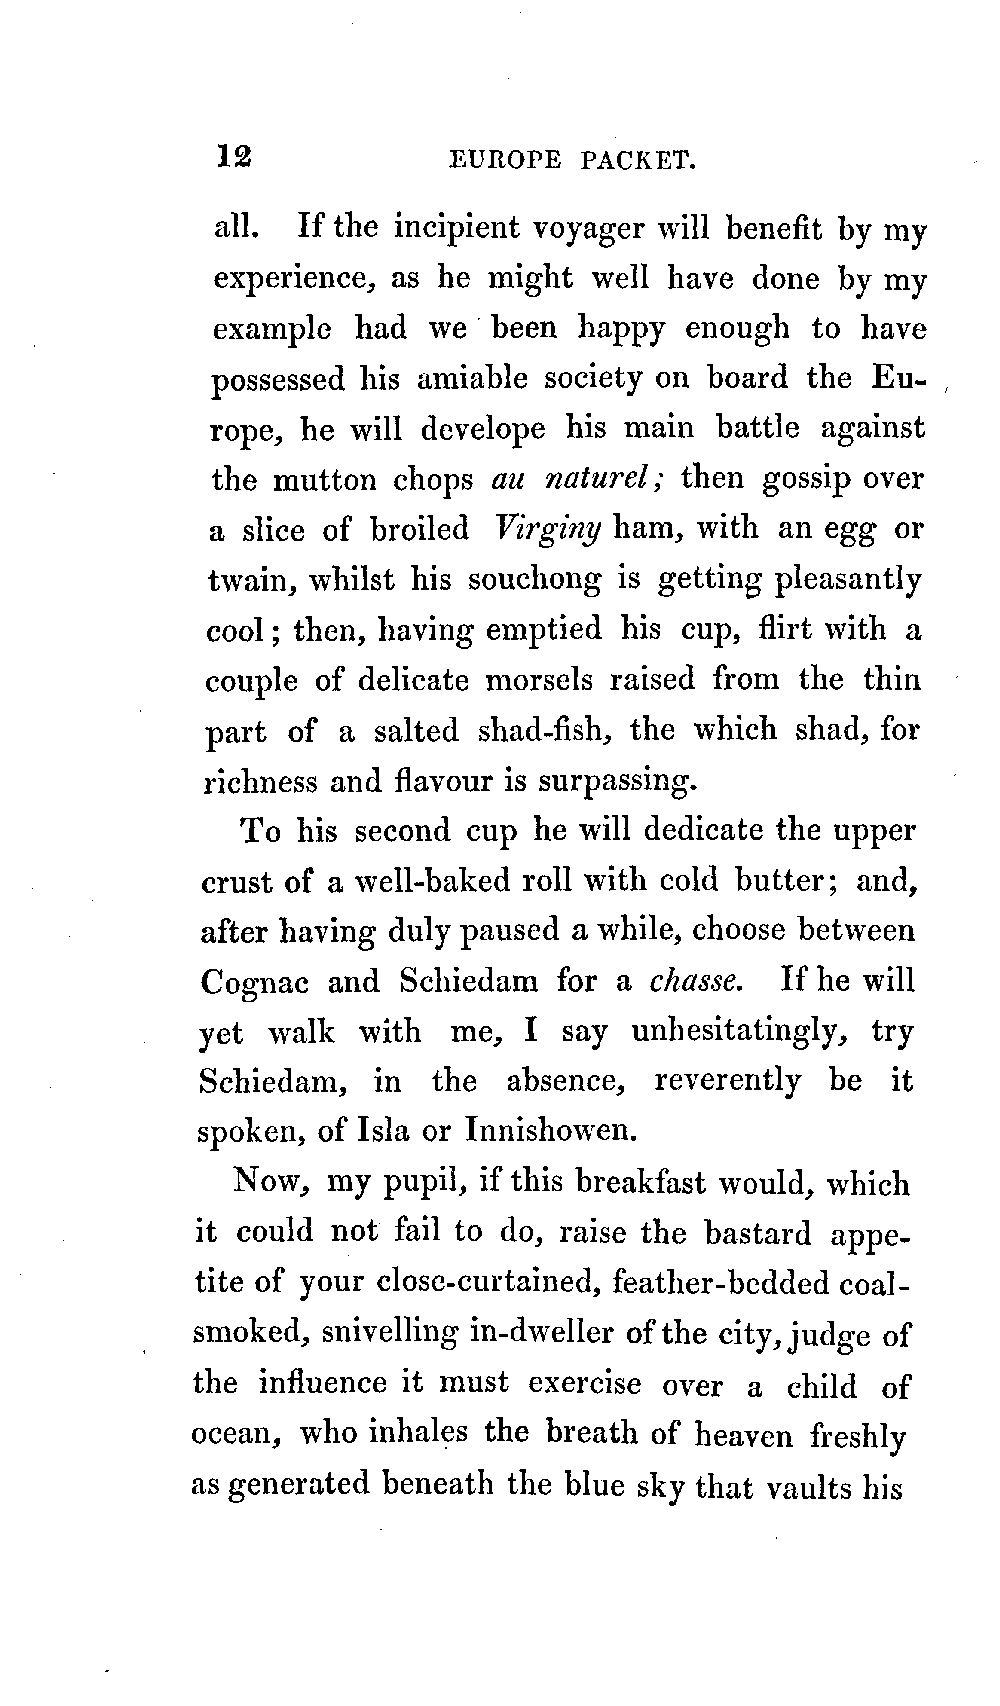 12 EUROPE PACKET.
all. If the incipient voyager will benefit by my
experience, as he might well have done by my
example had we been happy enough to have
possessed his amiable society on board the Eu-
rope, he will develope his main battle against
the mutton chops au naturel; then gossip over
a slice of broiled Virginy ham, with an egg or
twain, whilst his souchong is getting pleasantly
cool; then, having emptied his cup, flirt with a
couple of delicate morsels raised from the thin
part of a salted shad-fish, the which shad, for
richness and flavour is surpassing.
To his second cup he will dedicate the upper
crust of a well-baked roll with cold butter; and,
after having duly paused a while, choose between
Cognac and Schiedam for a chasse. If he will
yet walk with me, I say unhesitatingly, try
Schiedam, in the absence, reverently be it
spoken, of Isla or Innishowen.
Now, my pupil, if this breakfast would, which
it could not fail to do, raise the bastard appe-
tite of your close-curtained, feather-bedded coal-
smoked, snivelling in-dweller of the city, judge of
the influence it must exercise over a child of
ocean, who inhales the breath of heaven freshly
as generated beneath the blue sky that vaults his